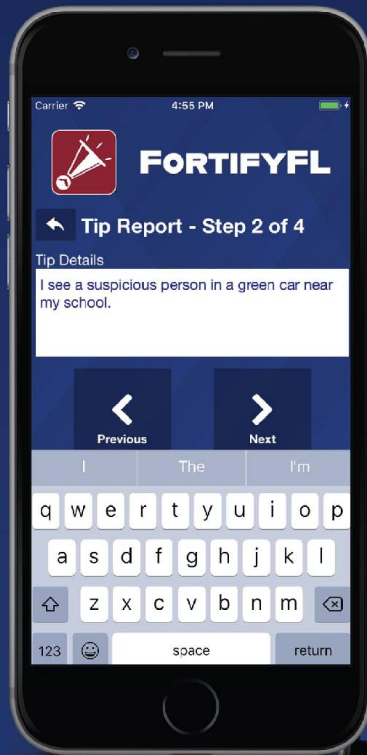 Carrier 4:55 PM
FORTIFYFL
Tip Report - Step 2 of 4
Tip Details
I see a suspicious person in a green car near
my school.
Previous Next
I The I'm
q w e r t y u i o p
a s d f g h j k l
z x c v b n m
123 space return